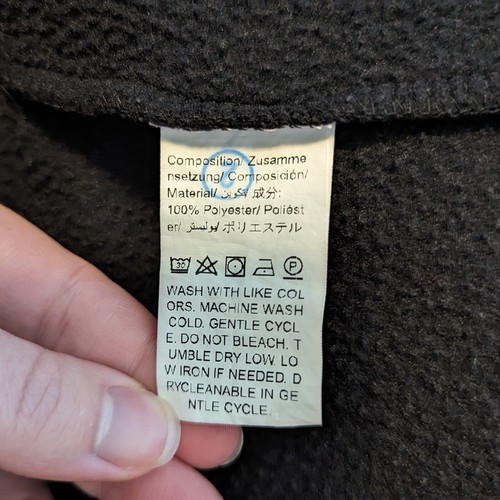 Composition/ Zusamme
nsetzung/ Composición/
Material/ تكوين/ 成分:
100% Polyester/ Poliést
er/ بوليستر/ ポリエステル
30 P
WASH WITH LIKE COL
ORS. MACHINE WASH
COLD. GENTLE CYCL
E. DO NOT BLEACH. T
UMBLE DRY LOW. LO
W IRON IF NEEDED. D
RYCLEANABLE IN GE
NTLE CYCLE.